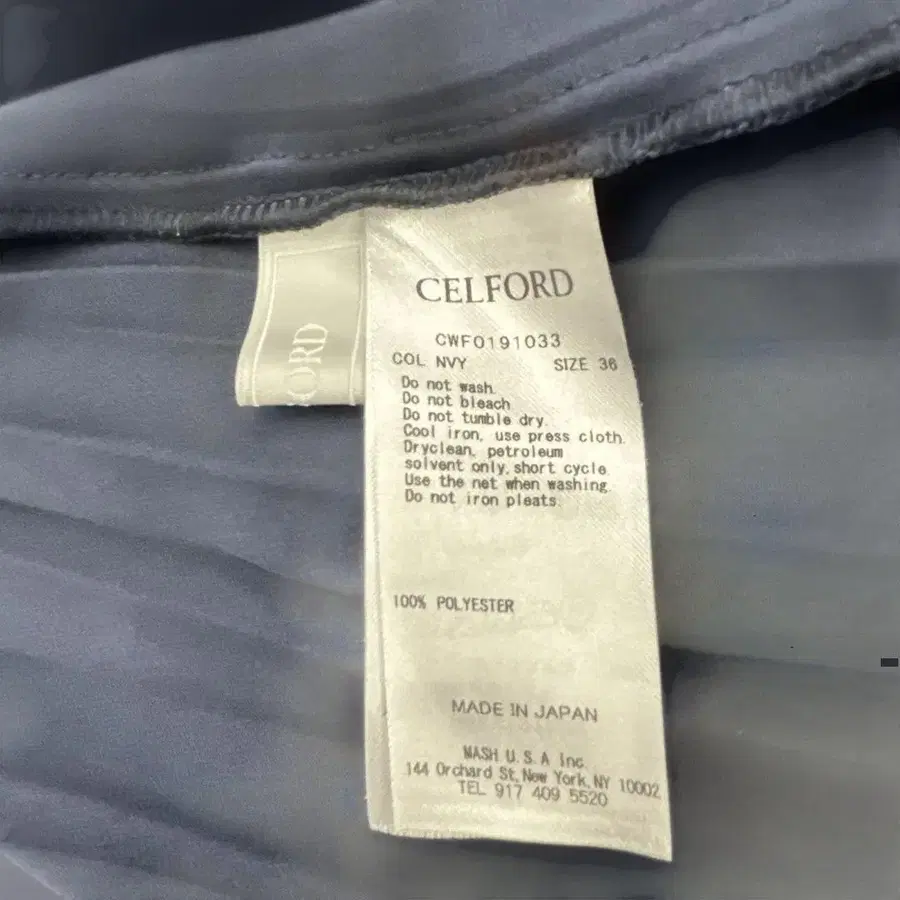 ORD
CELFORD
CWF0191033
COL NVY SIZE 36
Do not wash.
Do not bleach
Do not tumble dry.
Cool iron, use press cloth.
Dryclean, petroleum
solvent only, short cycle.
Use the net when washing.
Do not iron pleats.
100% POLYESTER
MADE IN JAPAN
MASH U.S.A Inc.
144 Orchard St, New York, NY 10002
TEL 917 409 5520